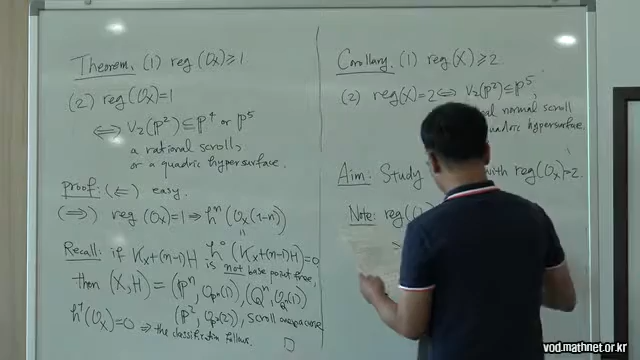 Theorem. (1) reg(O_X) ≥ 1.
(2) reg(O_X) = 1
⟺ V_2(P^2) ⊆ P^4 or P^5
a rational scroll,
or a quadric hypersurface.
proof: (⇐) easy.
(⇒) reg(O_X) = 1 ⇒ h^n(O_X(1-n))
=
h^0(K_X+(n-1)H) = 0
Recall: if K_X+(n-1)H is not base point free,
then (X, H) = (P^n, O_{P^n}(1)), (Q^n, O_{Q^n}(1))
(P^2, O_{P^2}(2)), scroll over a curve
h^1(O_X) = 0 ⇒ the classification follows. □
Corollary. (1) reg(X) ≥ 2.
(2) reg(X) = 2 ⟺ V_2(P^2) ⊆ P^5,
normal scroll
quadric hypersurface.
Aim: Study with reg(O_X) = 2.
Note: reg(O
vod.mathnet.or.kr